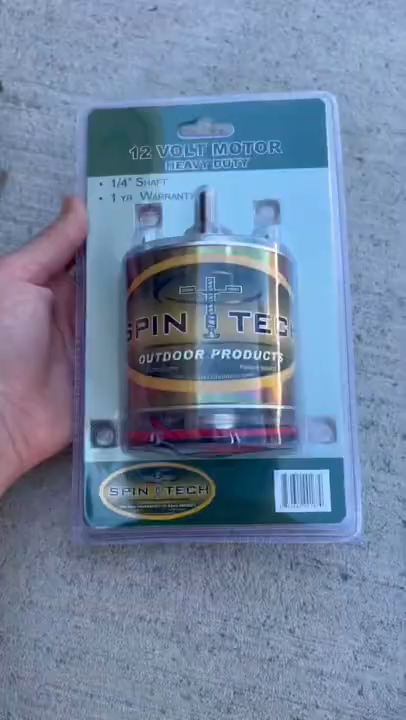 12 VOLT MOTOR
HEAVY DUTY
• 1/4" SHAFT
• 1 YR WARRANTY
SPIN TECH
OUTDOOR PRODUCTS
SPIN TECH